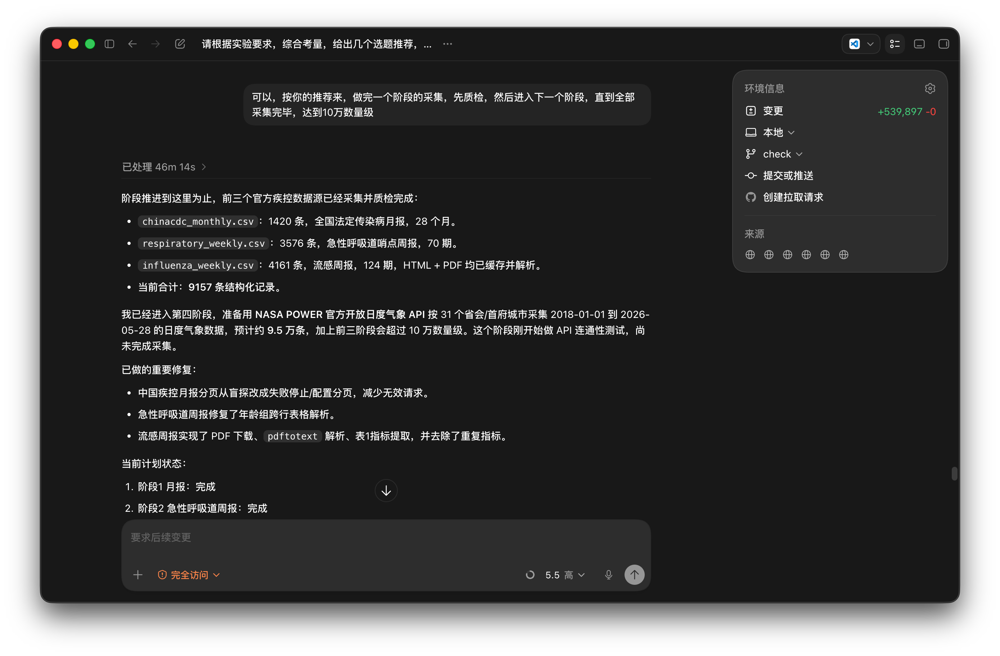 请根据实验要求，综合考量，给出几个选题推荐，...
可以，按你的推荐来，做完一个阶段的采集，先质检，然后进入下一个阶段，直到全部
采集完毕，达到10万数量级
已处理 46m 14s
阶段推进到这里为止，前三个官方疾控数据源已经采集并质检完成：
• chinacdc_monthly.csv：1420 条，全国法定传染病月报，28 个月。
• respiratory_weekly.csv：3576 条，急性呼吸道哨点周报，70 期。
• influenza_weekly.csv：4161 条，流感周报，124 期，HTML + PDF 均已缓存并解析。
• 当前合计：9157 条结构化记录。
我已经进入第四阶段，准备用 NASA POWER 官方开放日度气象 API 按 31 个省会/首府城市采集 2018-01-01 到 2026-
05-28 的日度气象数据，预计约 9.5 万条，加上前三阶段会超过 10 万数量级。这个阶段刚开始做 API 连通性测试，尚
未完成采集。
已做的重要修复：
• 中国疾控月报分页从盲探改成失败停止/配置分页，减少无效请求。
• 急性呼吸道周报修复了年龄组跨行表格解析。
• 流感周报实现了 PDF 下载、pdftotext 解析、表1指标提取，并去除了重复指标。
当前计划状态：
1. 阶段1 月报：完成
2. 阶段2 急性呼吸道周报：完成
要求后续变更
完全访问
5.5 高
环境信息
变更 +539,897 -0
本地
check
提交或推送
创建拉取请求
来源